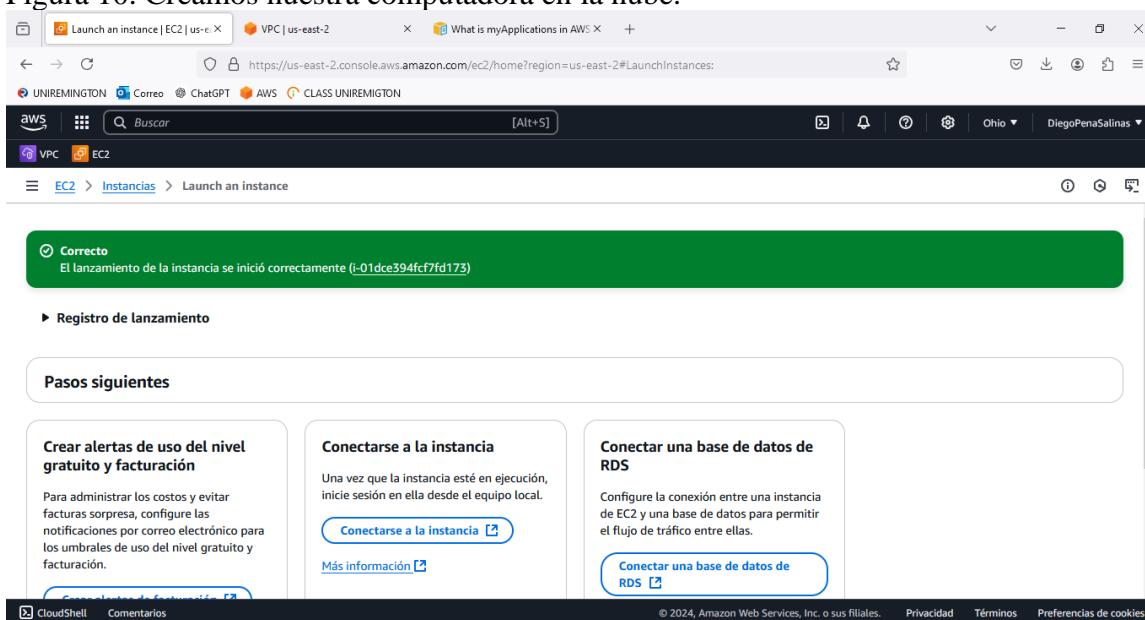 Figura 10. Creamos nuestra computadora en la nube.
Launch an instance | EC2 | us-e
VPC | us-east-2
What is myApplications in AWS
https://us-east-2.console.aws.amazon.com/ec2/home?region=us-east-2#LaunchInstances:
UNIREMINGTON Correo ChatGPT AWS CLASS UNIREMIGTON
aws Buscar [Alt+S] Ohio DiegoPenaSalinas
VPC EC2
EC2 > Instancias > Launch an instance
Correcto
El lanzamiento de la instancia se inició correctamente (i-01dce394fcf7fd173)
Registro de lanzamiento
Pasos siguientes
Crear alertas de uso del nivel
gratuito y facturación
Para administrar los costos y evitar
facturas sorpresa, configure las
notificaciones por correo electrónico para
los umbrales de uso del nivel gratuito y
facturación.
Crear alertas de facturación
Conectarse a la instancia
Una vez que la instancia esté en ejecución,
inicie sesión en ella desde el equipo local.
Conectarse a la instancia
Más información
Conectar una base de datos de
RDS
Configure la conexión entre una instancia
de EC2 y una base de datos para permitir
el flujo de tráfico entre ellas.
Conectar una base de datos de
RDS
CloudShell Comentarios © 2024, Amazon Web Services, Inc. o sus filiales. Privacidad Términos Preferencias de cookies